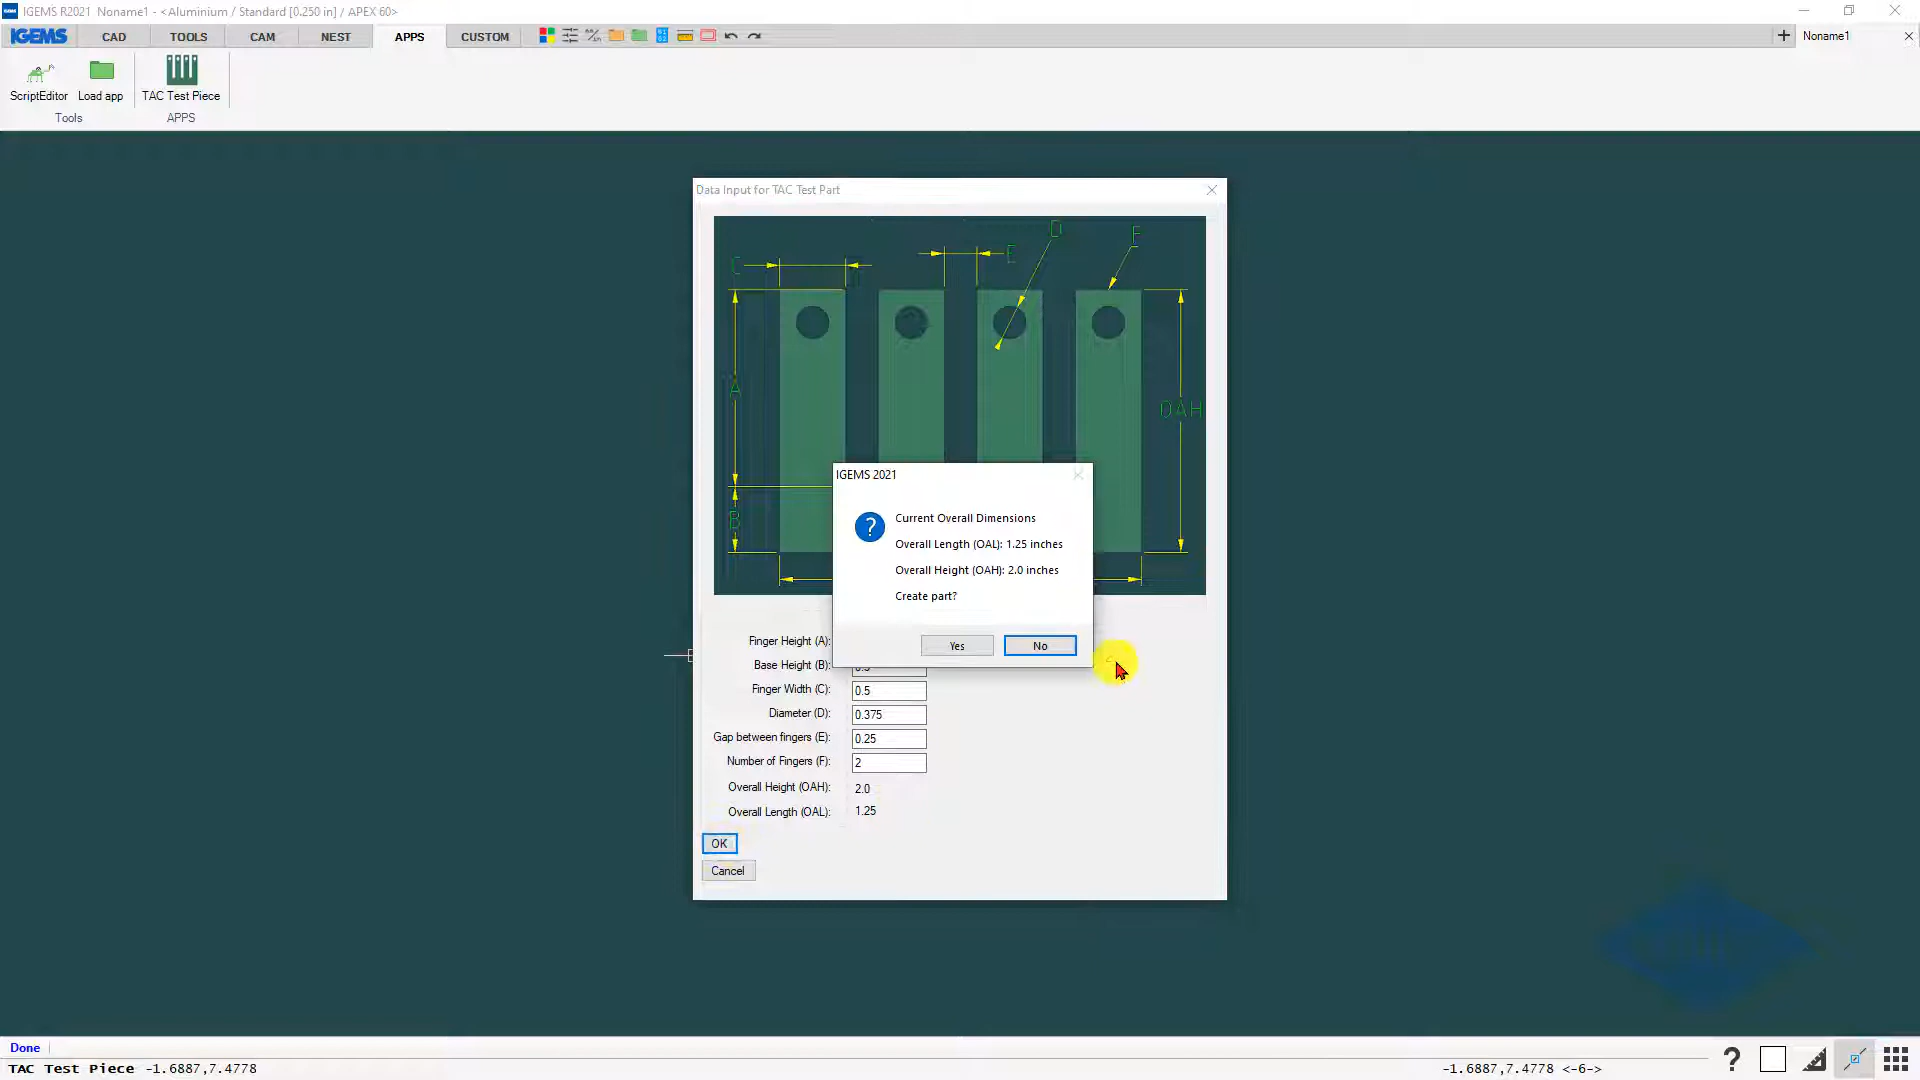 IGEMS R2021 Noname1 - <Aluminium / Standard [0.250 in] / APEX 60>
IGEMS CAD TOOLS CAM NEST APPS CUSTOM Noname1
ScriptEditor Load app TAC Test Piece
Tools APPS
Data Input for TAC Test Part
D
F
E
C
A
OAH
B
IGEMS 2021
Current Overall Dimensions
Overall Length (OAL): 1.25 inches
Overall Height (OAH): 2.0 inches
Create part?
Yes No
Finger Height (A):
Base Height (B):
Finger Width (C): 0.5
Diameter (D): 0.375
Gap between fingers (E): 0.25
Number of Fingers (F): 2
Overall Height (OAH): 2.0
Overall Length (OAL): 1.25
OK
Cancel
Done
TAC Test Piece -1.6887,7.4778 -1.6887,7.4778 <-6->